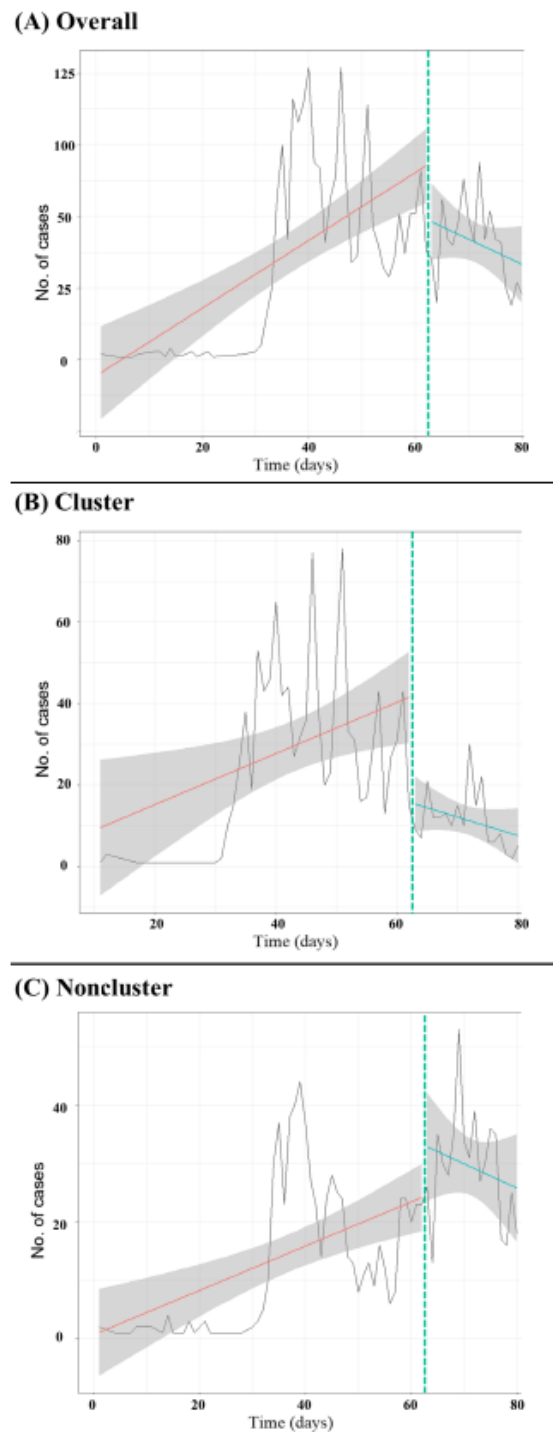 (A) Overall
125
100
50
25
0
No. of cases
0 20 40 60 80
Time (days)
(B) Cluster
80
60
40
20
0
No. of cases
20 40 60 80
Time (days)
(C) Noncluster
40
20
0
No. of cases
0 20 40 60 80
Time (days)